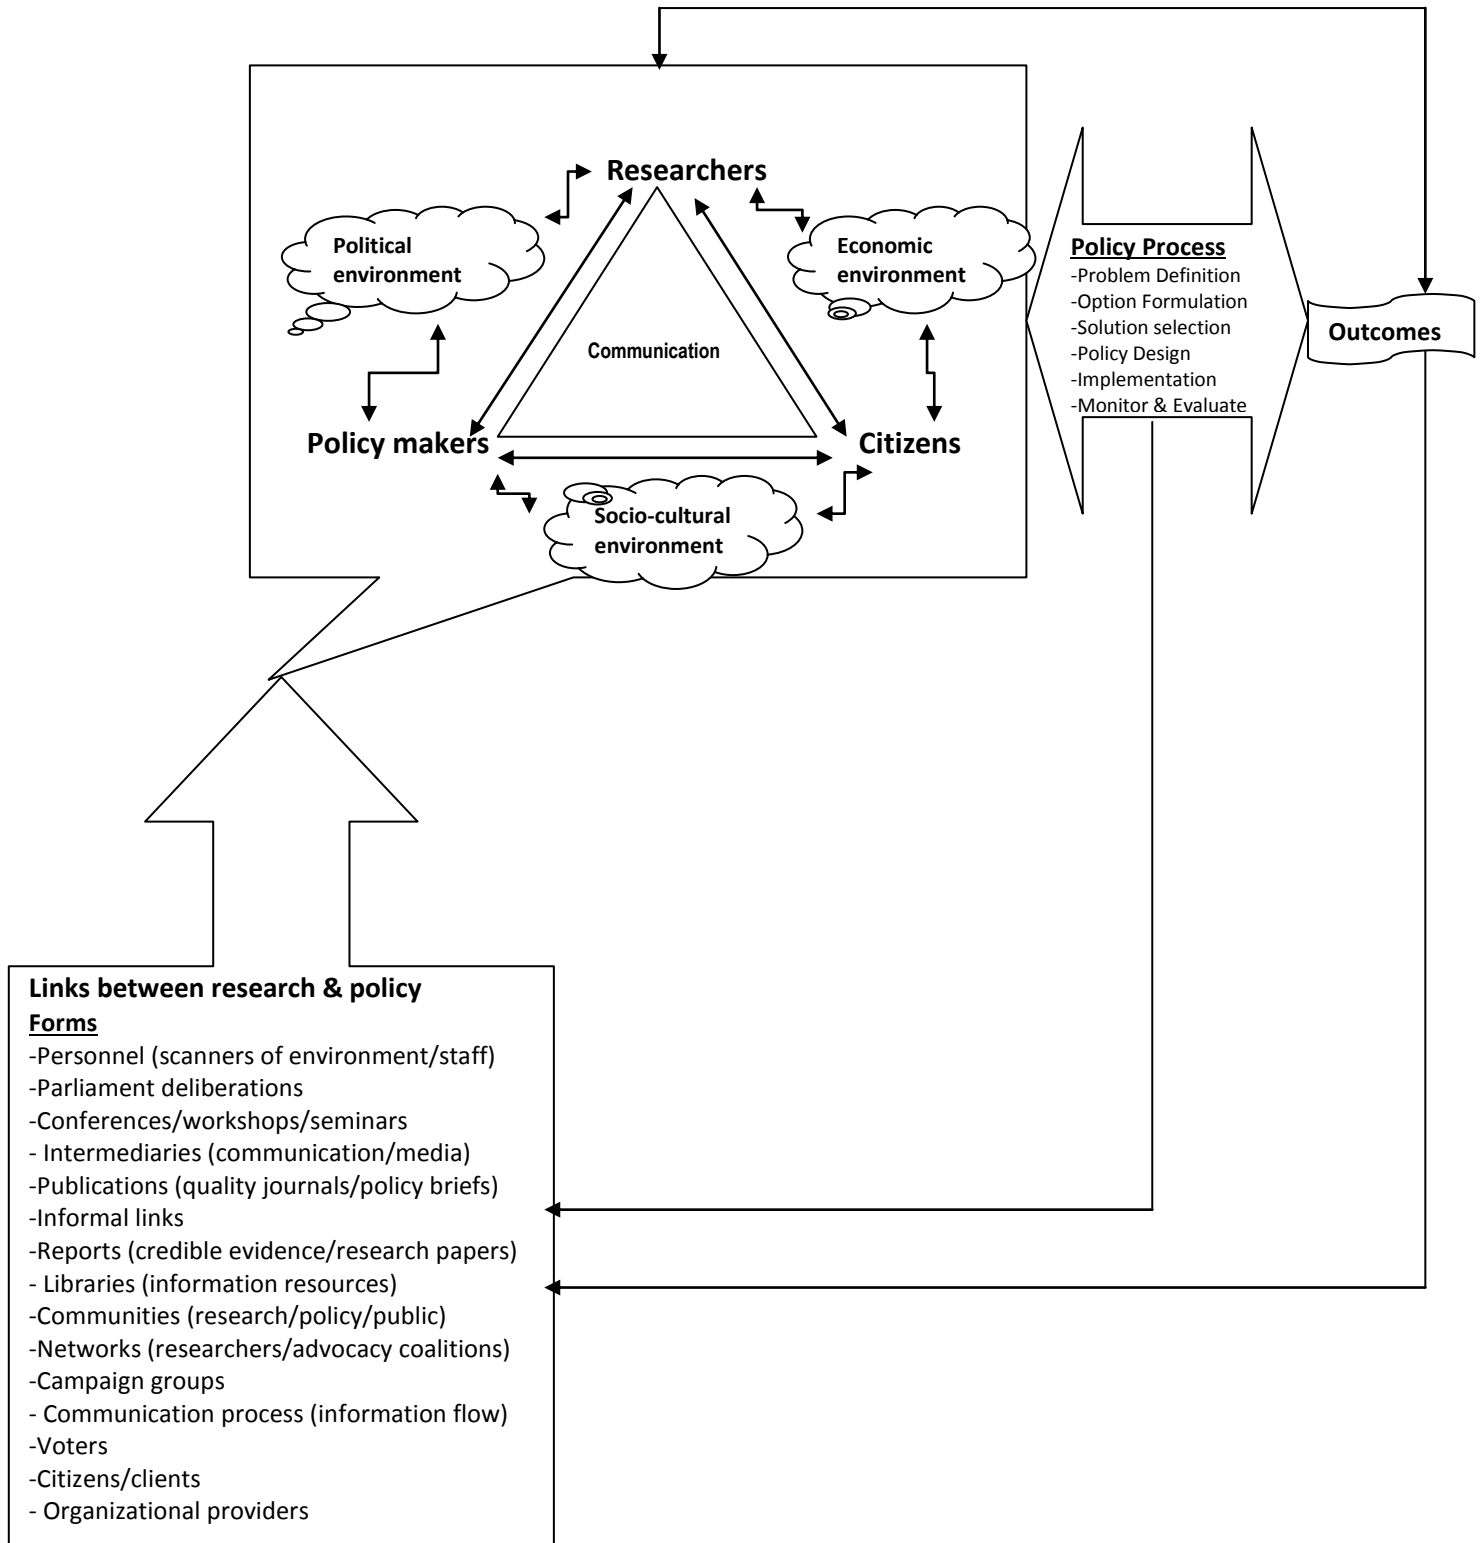 Researchers
Political
environment
Economic
environment
Communication
Policy makers
Citizens
Socio-cultural
environment
Policy Process
-Problem Definition
-Option Formulation
-Solution selection
-Policy Design
-Implementation
-Monitor & Evaluate
Outcomes
Links between research & policy
Forms
-Personnel (scanners of environment/staff)
-Parliament deliberations
-Conferences/workshops/seminars
- Intermediaries (communication/media)
-Publications (quality journals/policy briefs)
-Informal links
-Reports (credible evidence/research papers)
- Libraries (information resources)
-Communities (research/policy/public)
-Networks (researchers/advocacy coalitions)
-Campaign groups
- Communication process (information flow)
-Voters
-Citizens/clients
- Organizational providers